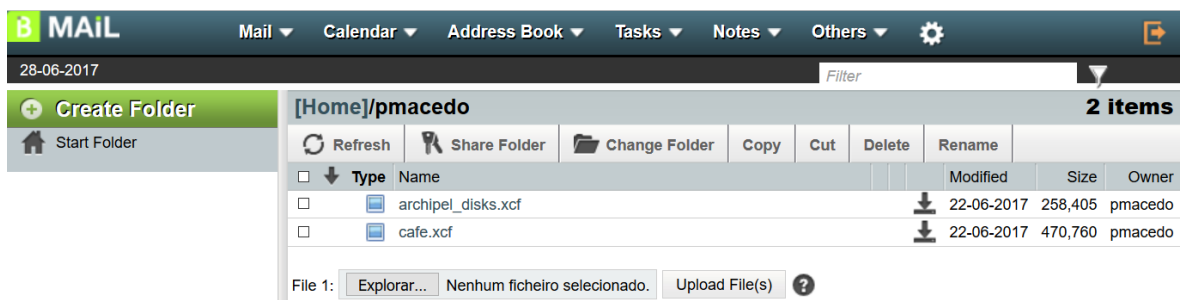 B MAiL Mail Calendar Address Book Tasks Notes Others
28-06-2017 Filter
Create Folder [Home]/pmacedo 2 items
Start Folder Refresh Share Folder Change Folder Copy Cut Delete Rename
Type Name Modified Size Owner
archipel_disks.xcf 22-06-2017 258,405 pmacedo
cafe.xcf 22-06-2017 470,760 pmacedo
File 1: Explorar... Nenhum ficheiro selecionado. Upload File(s) ?